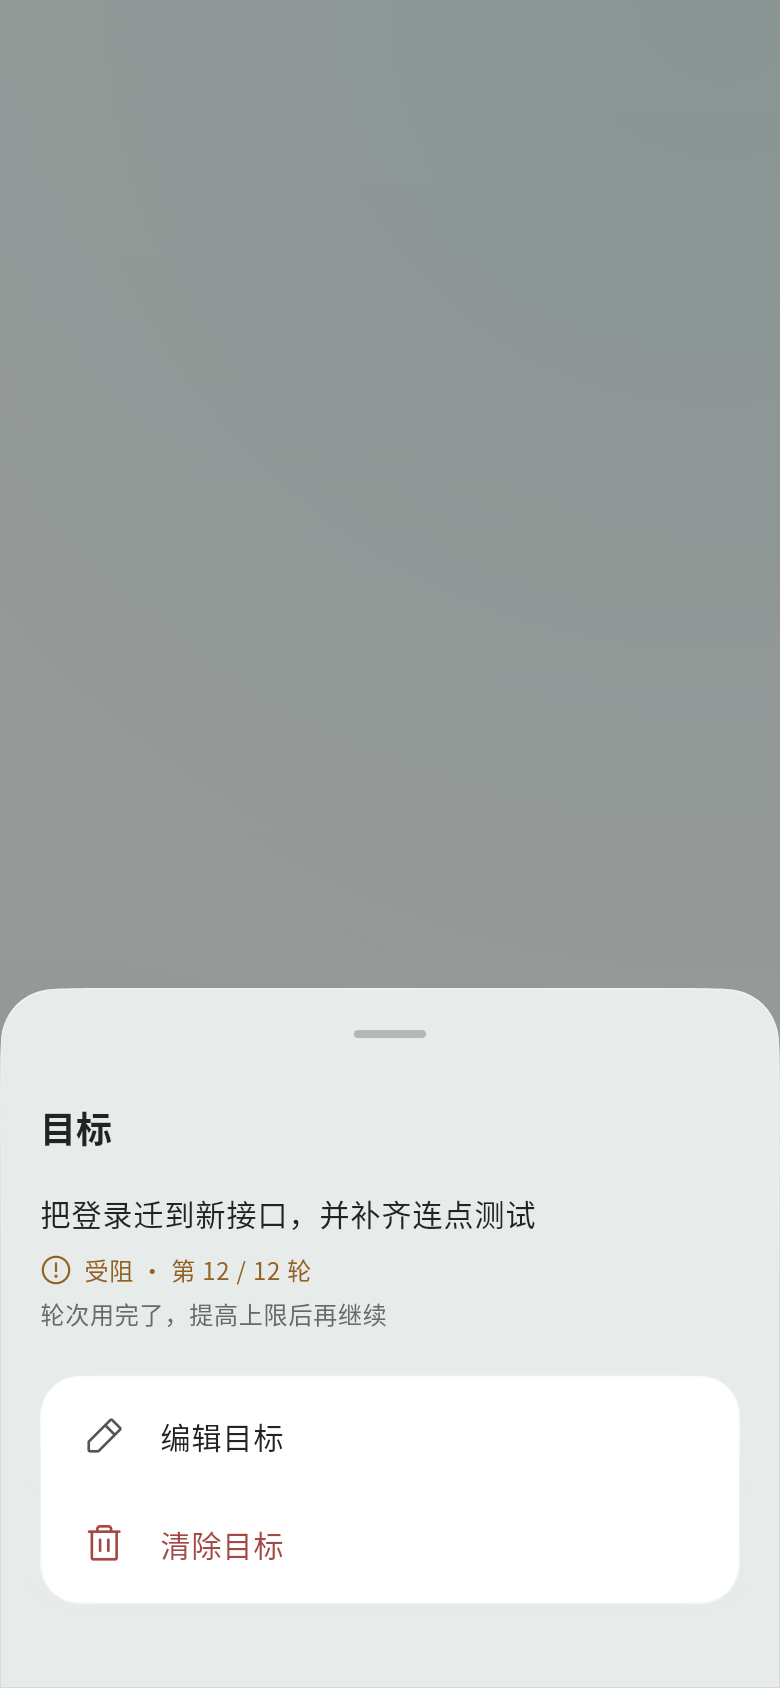 目标
把登录迁到新接口，并补齐连点测试
受阻 · 第 12 / 12 轮
轮次用完了，提高上限后再继续
编辑目标
清除目标